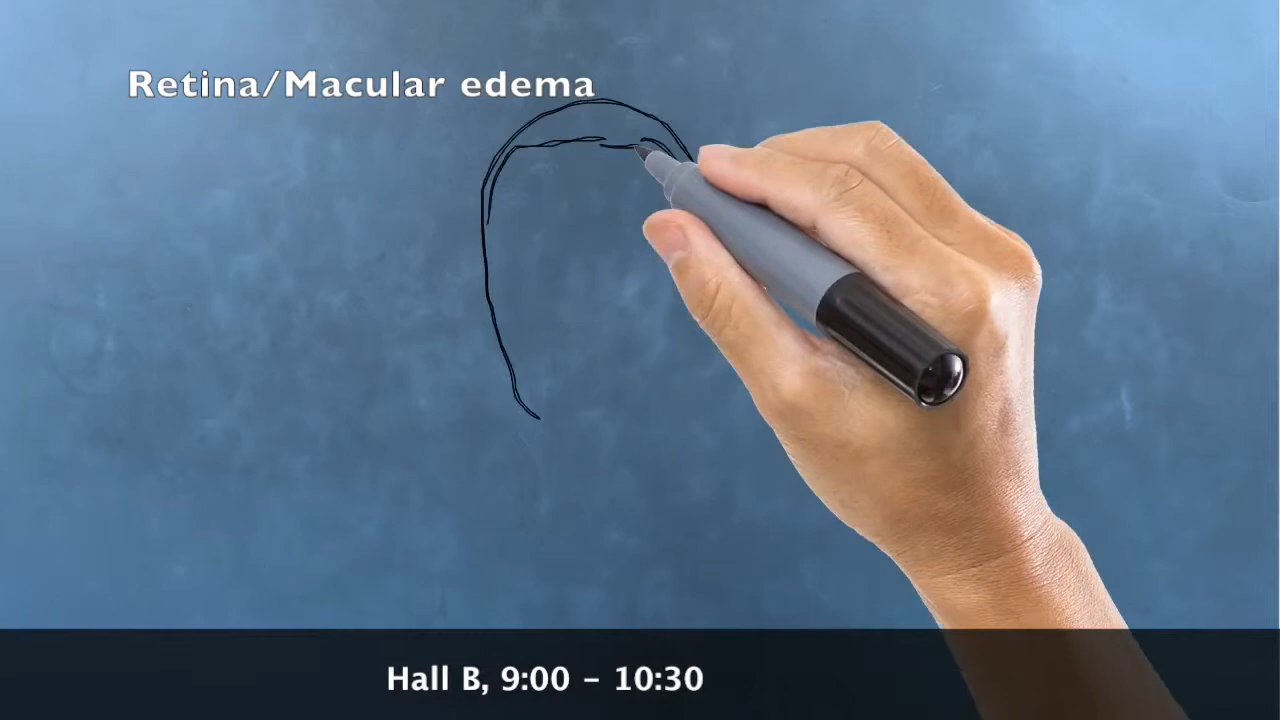 Retina/Macular edema
Hall B, 9:00 – 10:30